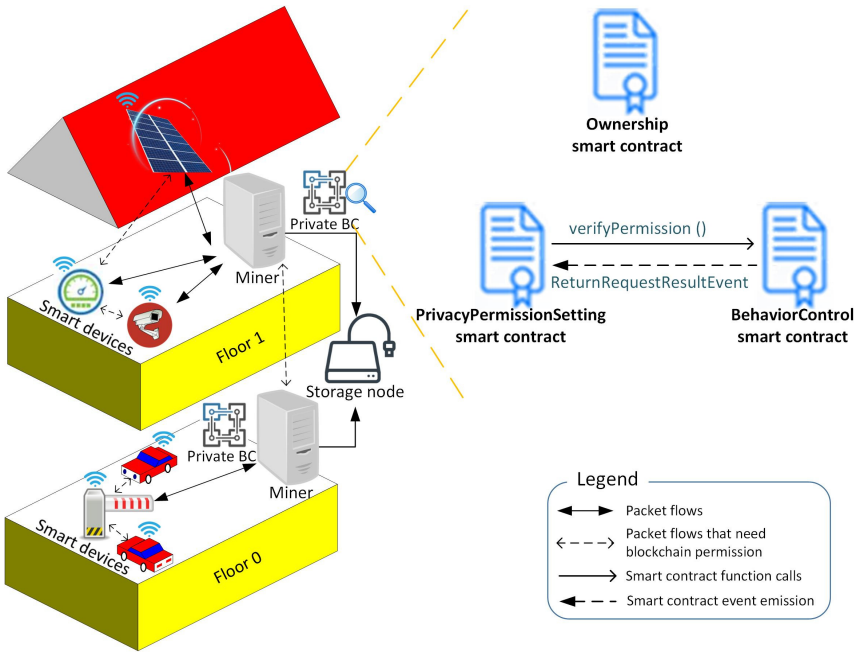 Ownership
smart contract
Private BC
Miner
verifyPermission ()
ReturnRequestResultEvent
PrivacyPermissionSetting
smart contract
BehaviorControl
smart contract
Smart devices
Floor 1
Storage node
Private BC
Miner
Smart devices
Floor 0
Legend
Packet flows
Packet flows that need
blockchain permission
Smart contract function calls
Smart contract event emission